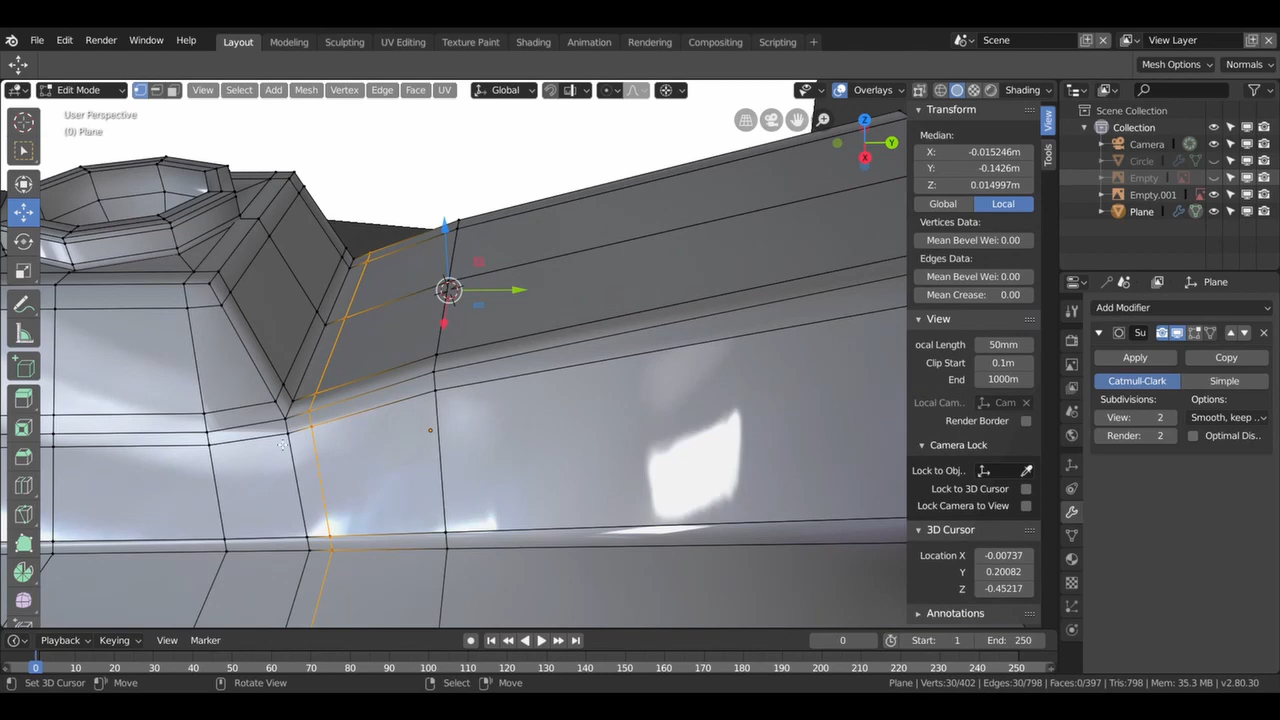 File Edit Render Window Help Layout Modeling Sculpting UV Editing Texture Paint Shading Animation Rendering Compositing Scripting + Scene View Layer
Mesh Options Normals
Edit Mode View Select Add Mesh Vertex Edge Face UV Global Overlays Shading
User Perspective
(0) Plane
Z
Y
X
View
Tools
Transform
Median:
X: -0.015246m
Y: -0.1426m
Z: 0.014997m
Global Local
Vertices Data:
Mean Bevel Wei: 0.00
Edges Data:
Mean Bevel Wei: 0.00
Mean Crease: 0.00
View
ocal Length 50mm
Clip Start 0.1m
End 1000m
Local Cam.. Cam
Render Border
Camera Lock
Lock to Obj..
Lock to 3D Cursor
Lock Camera to View
3D Cursor
Location X -0.00737
Y 0.20082
Z -0.45217
Annotations
Scene Collection
Collection
Camera
Circle
Empty
Empty.001
Plane
Plane
Add Modifier
Su
Apply Copy
Catmull-Clark Simple
Subdivisions: Options:
View: 2 Smooth, keep ..
Render: 2 Optimal Dis..
Playback Keying View Marker 0 Start: 1 End: 250
0 10 20 30 40 50 60 70 80 90 100 110 120 130 140 150 160 170 180 190 200 210 220 230 240 250
Set 3D Cursor Move Rotate View Select Move Plane | Verts:30/402 | Edges:30/798 | Faces:0/397 | Tris:798 | Mem: 35.3 MB | v2.80.30